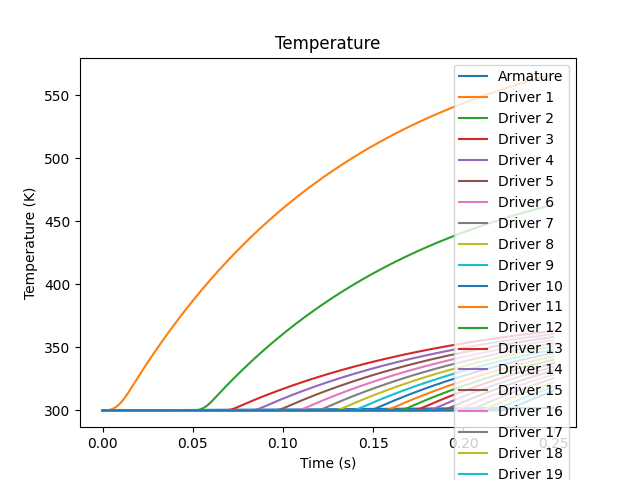 Temperature
Temperature (K)
550
500
450
400
350
300
0.00
0.05
0.10
0.15
0.20
0.25
Time (s)
Armature
Driver 1
Driver 2
Driver 3
Driver 4
Driver 5
Driver 6
Driver 7
Driver 8
Driver 9
Driver 10
Driver 11
Driver 12
Driver 13
Driver 14
Driver 15
Driver 16
Driver 17
Driver 18
Driver 19